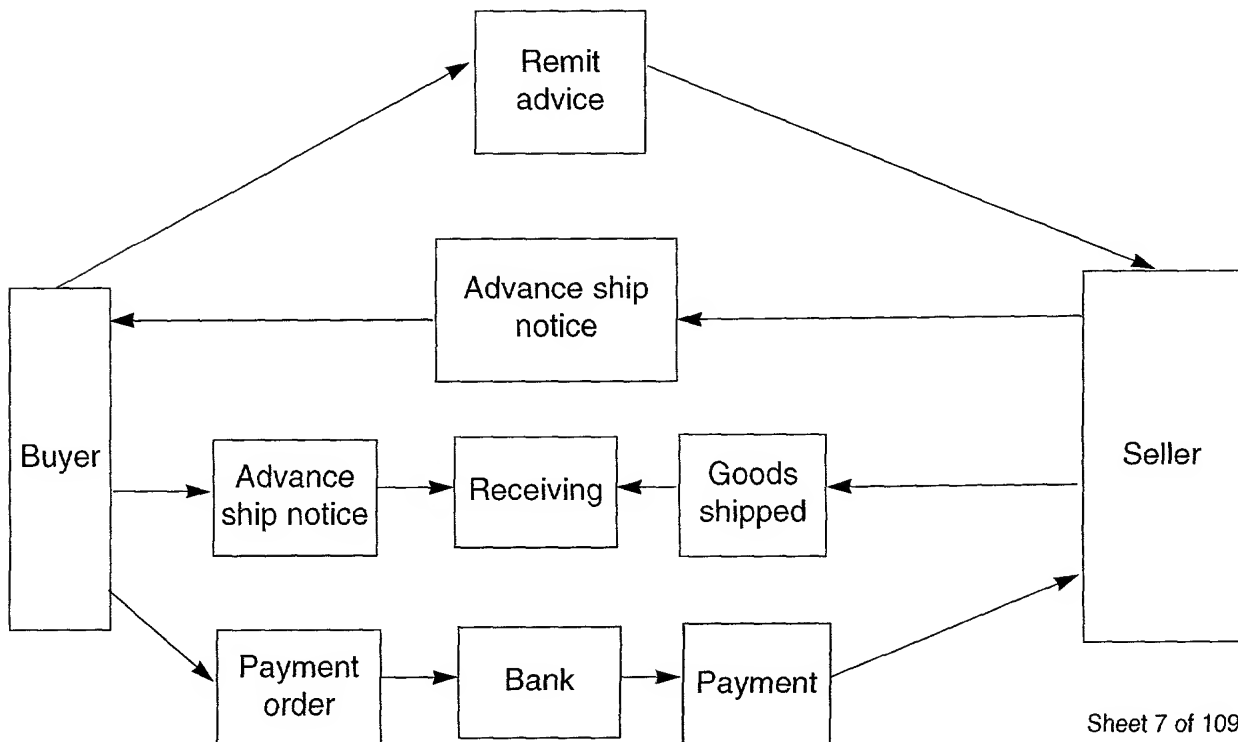 Remit
advice
Advance ship
notice
Buyer
Advance
ship notice
Receiving
Goods
shipped
Seller
Payment
order
Bank
Payment
Sheet 7 of 109